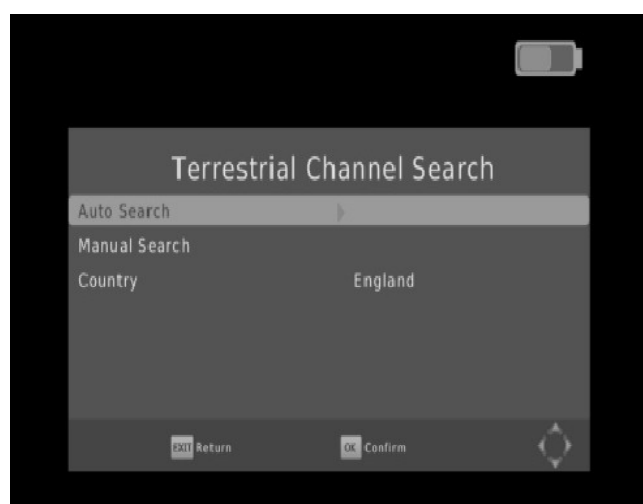 Terrestrial Channel Search
Auto Search
Manual Search
Country England
EXIT Return OK Confirm